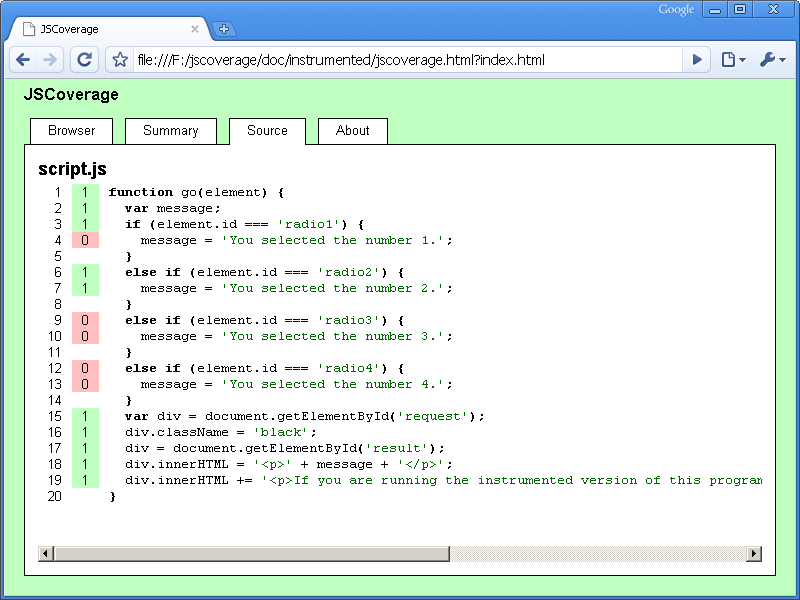 Google
JSCoverage
file:///F:/jscoverage/doc/instrumented/jscoverage.html?index.html
JSCoverage
Browser Summary Source About
script.js
1 1 function go(element) {
2 1 var message;
3 1 if (element.id === 'radio1') {
4 0 message = 'You selected the number 1.';
5 }
6 1 else if (element.id === 'radio2') {
7 1 message = 'You selected the number 2.';
8 }
9 0 else if (element.id === 'radio3') {
10 0 message = 'You selected the number 3.';
11 }
12 0 else if (element.id === 'radio4') {
13 0 message = 'You selected the number 4.';
14 }
15 1 var div = document.getElementById('request');
16 1 div.className = 'black';
17 1 div = document.getElementById('result');
18 1 div.innerHTML = '<p>' + message + '</p>';
19 1 div.innerHTML += '<p>If you are running the instrumented version of this program
20 }